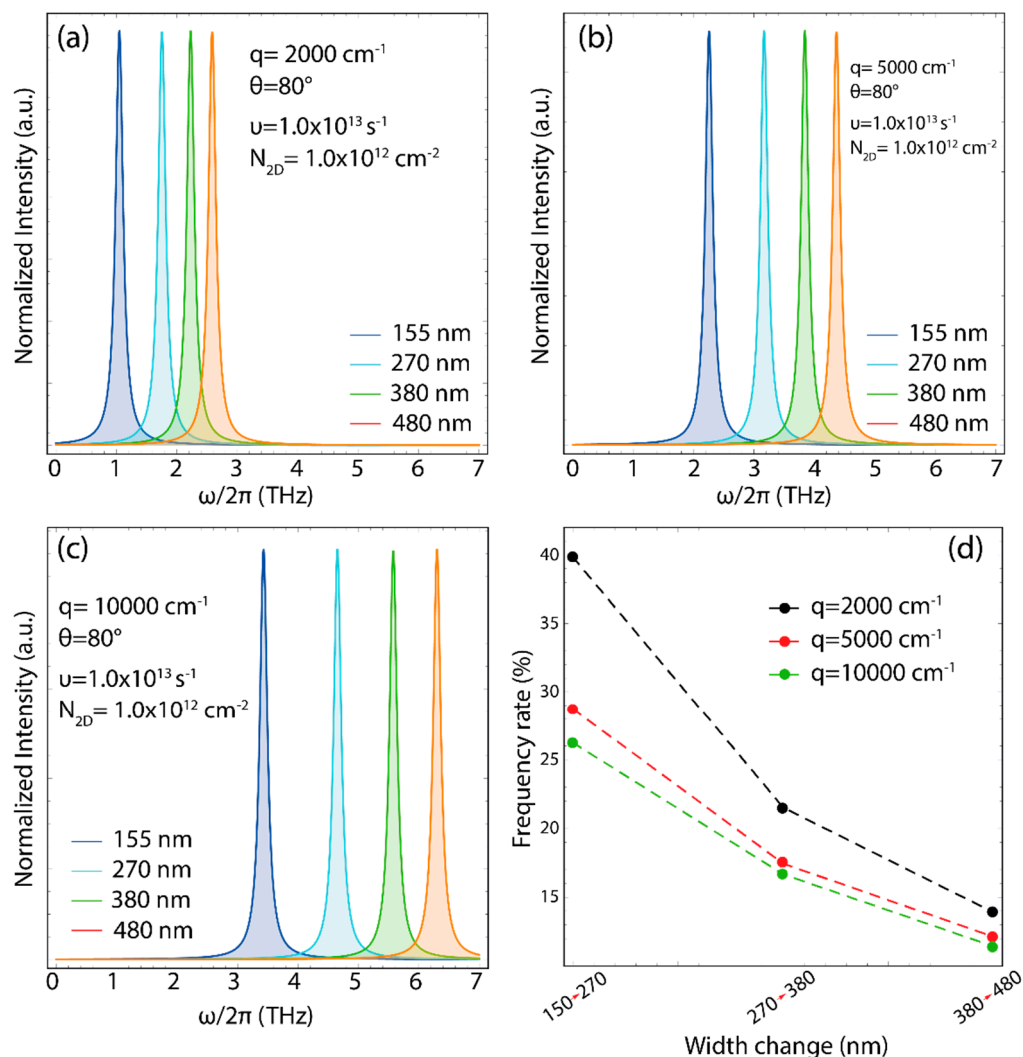 (a)
q= 2000 cm-1
θ=80°
υ=1.0x10¹³ s-1
N2D= 1.0x10¹² cm-2
Normalized Intensity (a.u.)
155 nm
270 nm
380 nm
480 nm
0 1 2 3 4 5 6 7
ω/2π (THz)
(b)
q= 5000 cm-1
θ=80°
υ=1.0x10¹³ s-1
N2D= 1.0x10¹² cm-2
Normalized Intensity (a.u.)
155 nm
270 nm
380 nm
480 nm
0 1 2 3 4 5 6 7
ω/2π (THz)
(c)
q= 10000 cm-1
θ=80°
υ=1.0x10¹³ s-1
N2D= 1.0x10¹² cm-2
Normalized Intensity (a.u.)
155 nm
270 nm
380 nm
480 nm
0 1 2 3 4 5 6 7
ω/2π (THz)
(d)
q=2000 cm-1
q=5000 cm-1
q=10000 cm-1
Frequency rate (%)
40
35
30
25
20
15
150 270
270 380
380 480
Width change (nm)